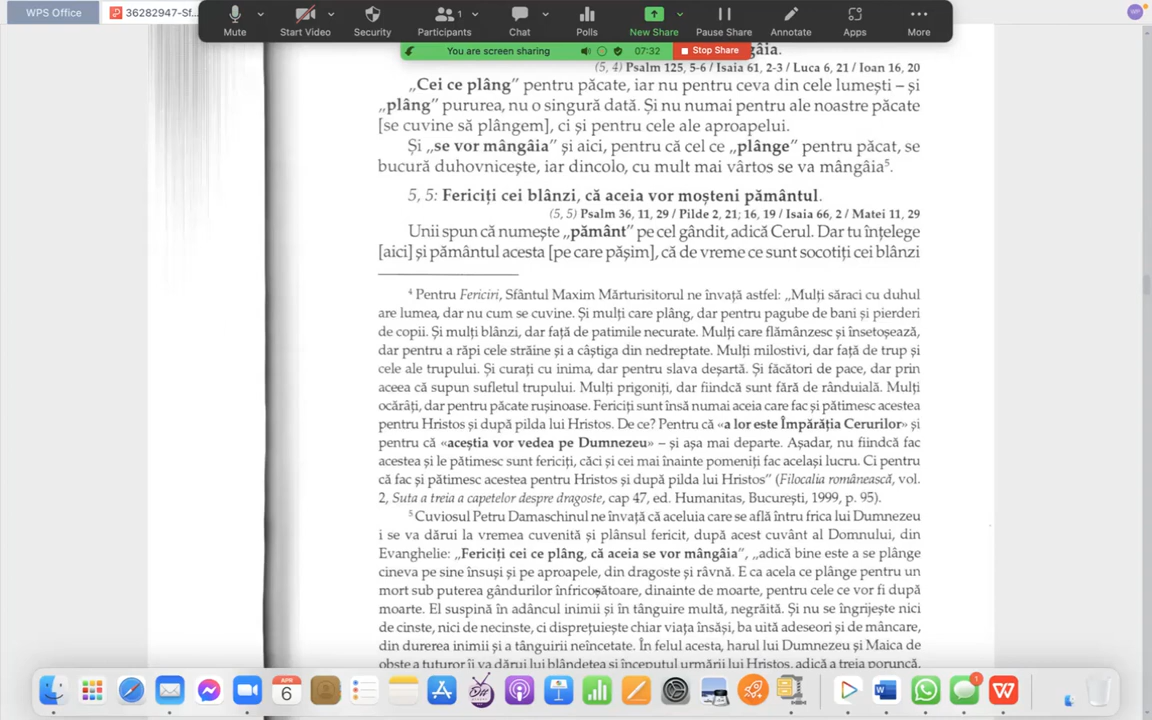 WPS Office
36282947-Sf...
Mute
Start Video
Security
1
Participants
Chat
Polls
New Share
Pause Share
Annotate
Apps
More
You are screen sharing
07:32
Stop Share
gâia.
(5, 4) Psalm 125, 5-6 / Isaia 61, 2-3 / Luca 6, 21 / Ioan 16, 20
„Cei ce plâng” pentru păcate, iar nu pentru ceva din cele lumești – și
„plâng” pururea, nu o singură dată. Și nu numai pentru ale noastre păcate
[se cuvine să plângem], ci și pentru cele ale aproapelui.
Și „se vor mângâia” și aici, pentru că cel ce „plânge” pentru păcat, se
bucură duhovnicește, iar dincolo, cu mult mai vârtos se va mângâia⁵.
5, 5: Fericiți cei blânzi, că aceia vor moșteni pământul.
(5, 5) Psalm 36, 11, 29 / Pilde 2, 21; 16, 19 / Isaia 66, 2 / Matei 11, 29
Unii spun că numește „pământ” pe cel gândit, adică Cerul. Dar tu înțelege
[aici] și pământul acesta [pe care pășim], că de vreme ce sunt socotiți cei blânzi
⁴ Pentru Fericiri, Sfântul Maxim Mărturisitorul ne învață astfel: „Mulți săraci cu duhul
are lumea, dar nu cum se cuvine. Și mulți care plâng, dar pentru pagube de bani și pierderi
de copii. Și mulți blânzi, dar față de patimile necurate. Mulți care flămânzesc și însetoșează,
dar pentru a răpi cele străine și a câștiga din nedreptate. Mulți milostivi, dar față de trup și
cele ale trupului. Și curați cu inima, dar pentru slava deșartă. Și făcători de pace, dar prin
aceea că supun sufletul trupului. Mulți prigoniți, dar fiindcă sunt fără de rânduială. Mulți
ocărâți, dar pentru păcate rușinoase. Fericiți sunt însă numai aceia care fac și pătimesc acestea
pentru Hristos și după pilda lui Hristos. De ce? Pentru că «a lor este Împărăția Cerurilor» și
pentru că «aceștia vor vedea pe Dumnezeu» – și așa mai departe. Așadar, nu fiindcă fac
acestea și le pătimesc sunt fericiți, căci și cei mai înainte pomeniți fac același lucru. Ci pentru
că fac și pătimesc acestea pentru Hristos și după pilda lui Hristos” (Filocalia românească, vol.
2, Suta a treia a capetelor despre dragoste, cap 47, ed. Humanitas, București, 1999, p. 95).
⁵ Cuviosul Petru Damaschinul ne învață că aceluia care se află întru frica lui Dumnezeu
i se va dărui la vremea cuvenită și plânsul fericit, după acest cuvânt al Domnului, din
Evanghelie: „Fericiți cei ce plâng, că aceia se vor mângâia”, „adică bine este a se plânge
cineva pe sine însuși și pe aproapele, din dragoste și râvnă. E ca acela ce plânge pentru un
mort sub puterea gândurilor înfricoșătoare, dinainte de moarte, pentru cele ce vor fi după
moarte. El suspină în adâncul inimii și în tânguire multă, negrăită. Și nu se îngrijește nici
de cinste, nici de necinste, ci disprețuiește chiar viața însăși, ba uită adeseori și de mâncare,
din durerea inimii și a tânguirii neîncetate. În felul acesta, harul lui Dumnezeu și Maica de
obște a tuturor îi va dărui lui blândețea și începutul urmării lui Hristos, adică a treia poruncă,
APR
6
1